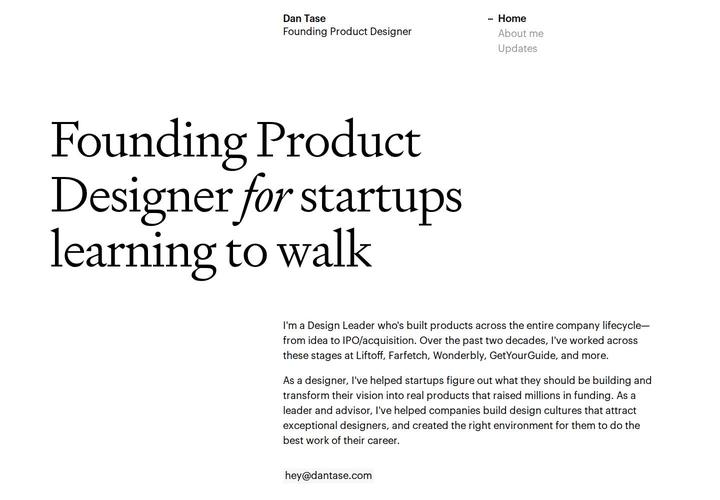 Dan Tase
Founding Product Designer
– Home
About me
Updates
Founding Product
Designer for startups
learning to walk
I'm a Design Leader who's built products across the entire company lifecycle—
from idea to IPO/acquisition. Over the past two decades, I've worked across
these stages at Liftoff, Farfetch, Wonderbly, GetYourGuide, and more.
As a designer, I've helped startups figure out what they should be building and
transform their vision into real products that raised millions in funding. As a
leader and advisor, I've helped companies build design cultures that attract
exceptional designers, and created the right environment for them to do the
best work of their career.
hey@dantase.com